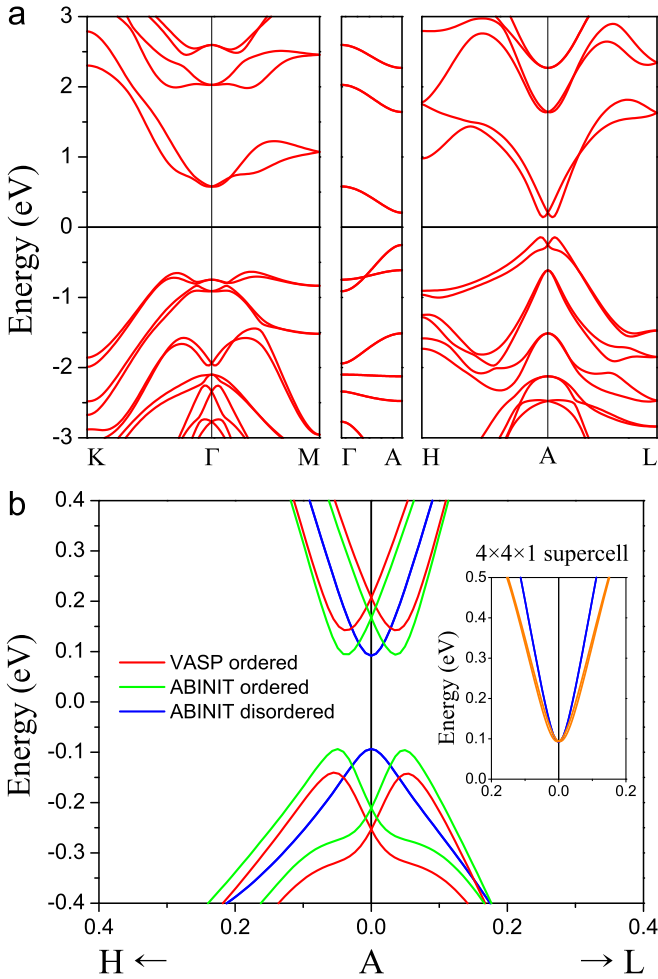 a
3
2
1
0
-1
-2
-3
Energy (eV)
K Γ M
Γ A
H A L
b
0.4
0.3
0.2
0.1
0.0
-0.1
-0.2
-0.3
-0.4
Energy (eV)
VASP ordered
ABINIT ordered
ABINIT disordered
4×4×1 supercell
0.5
0.4
0.3
0.2
0.1
0.0
Energy (eV)
0.2 0.0 0.2
0.4 0.2 0.0 0.2 0.4
H ← A → L